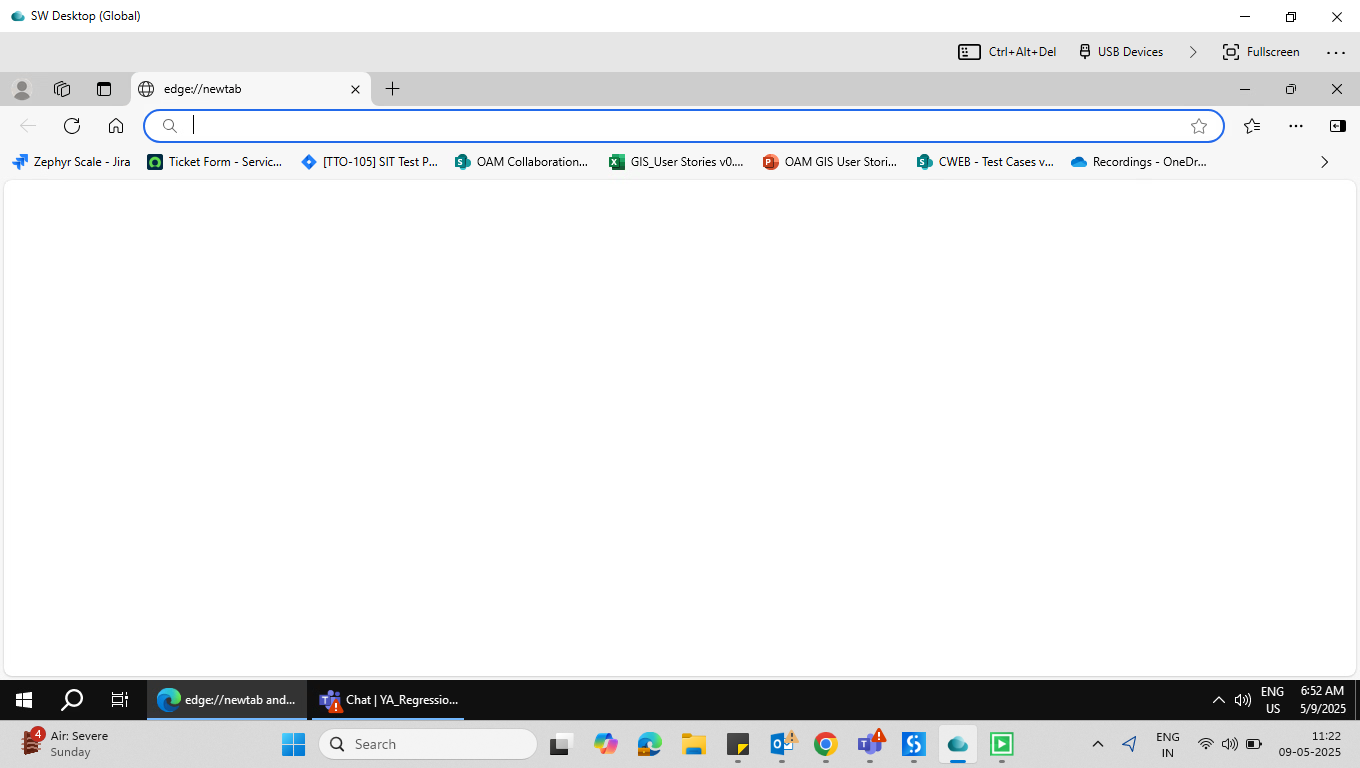 SW Desktop (Global)
Ctrl+Alt+Del USB Devices Fullscreen
edge://newtab
Zephyr Scale - Jira Ticket Form - Servic... [TTO-105] SIT Test P... OAM Collaboration... GIS_User Stories v0.... OAM GIS User Stori... CWEB - Test Cases v... Recordings - OneDr...
edge://newtab and... Chat | YA_Regressio... ENG 6:52 AM
US 5/9/2025
4 Air: Severe
Sunday
Search
ENG 11:22
IN 09-05-2025